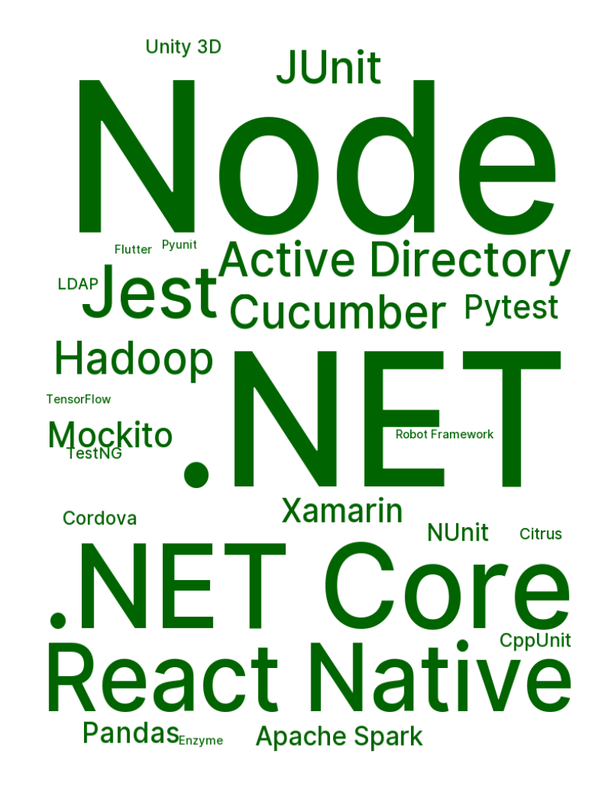 Unity 3D
JUnit
Node
Flutter
Pyunit
Active Directory
LDAP
Jest
Cucumber
Pytest
Hadoop
.NET
TensorFlow
Mockito
Robot Framework
TestNG
Xamarin
Cordova
NUnit
Citrus
.NET Core
CppUnit
React Native
Pandas
Enzyme
Apache Spark